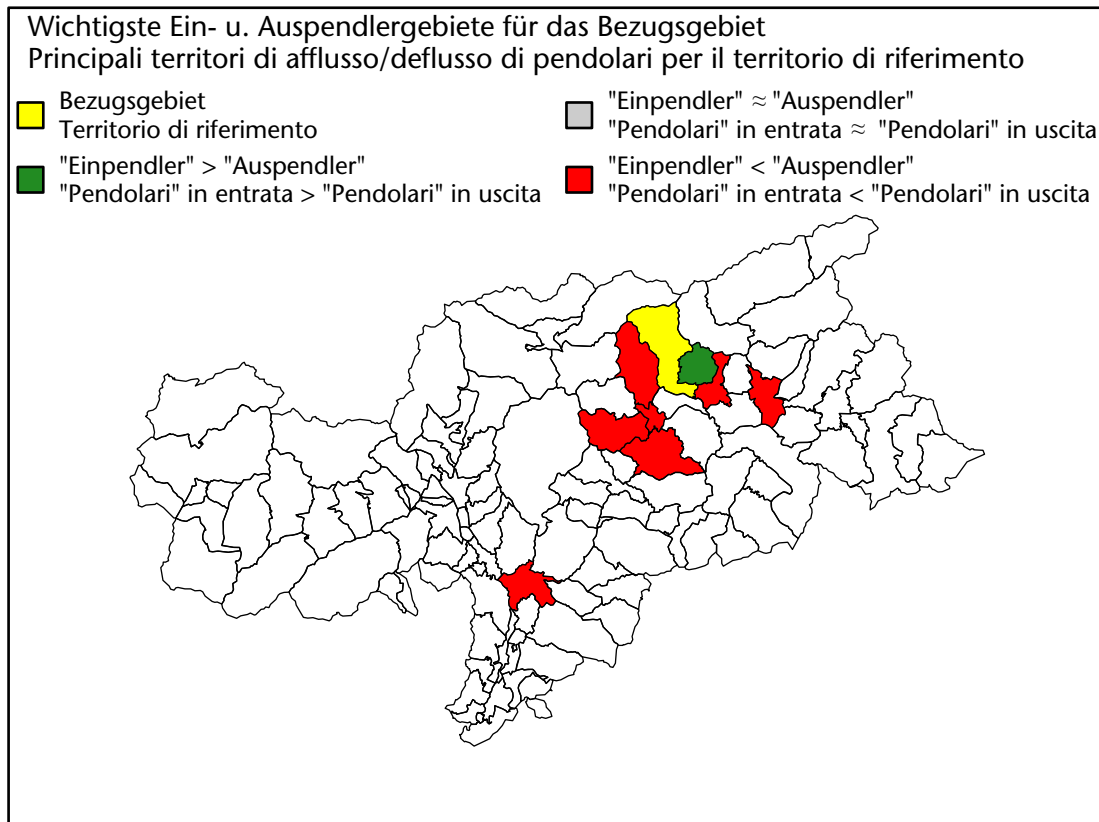 Wichtigste Ein- u. Auspendlergebiete für das Bezugsgebiet
Principali territori di afflusso/deflusso di pendolari per il territorio di riferimento
Bezugsgebiet
Territorio di riferimento
"Einpendler" > "Auspendler"
"Pendolari" in entrata > "Pendolari" in uscita
"Einpendler" ≈ "Auspendler"
"Pendolari" in entrata ≈ "Pendolari" in uscita
"Einpendler" < "Auspendler"
"Pendolari" in entrata < "Pendolari" in uscita